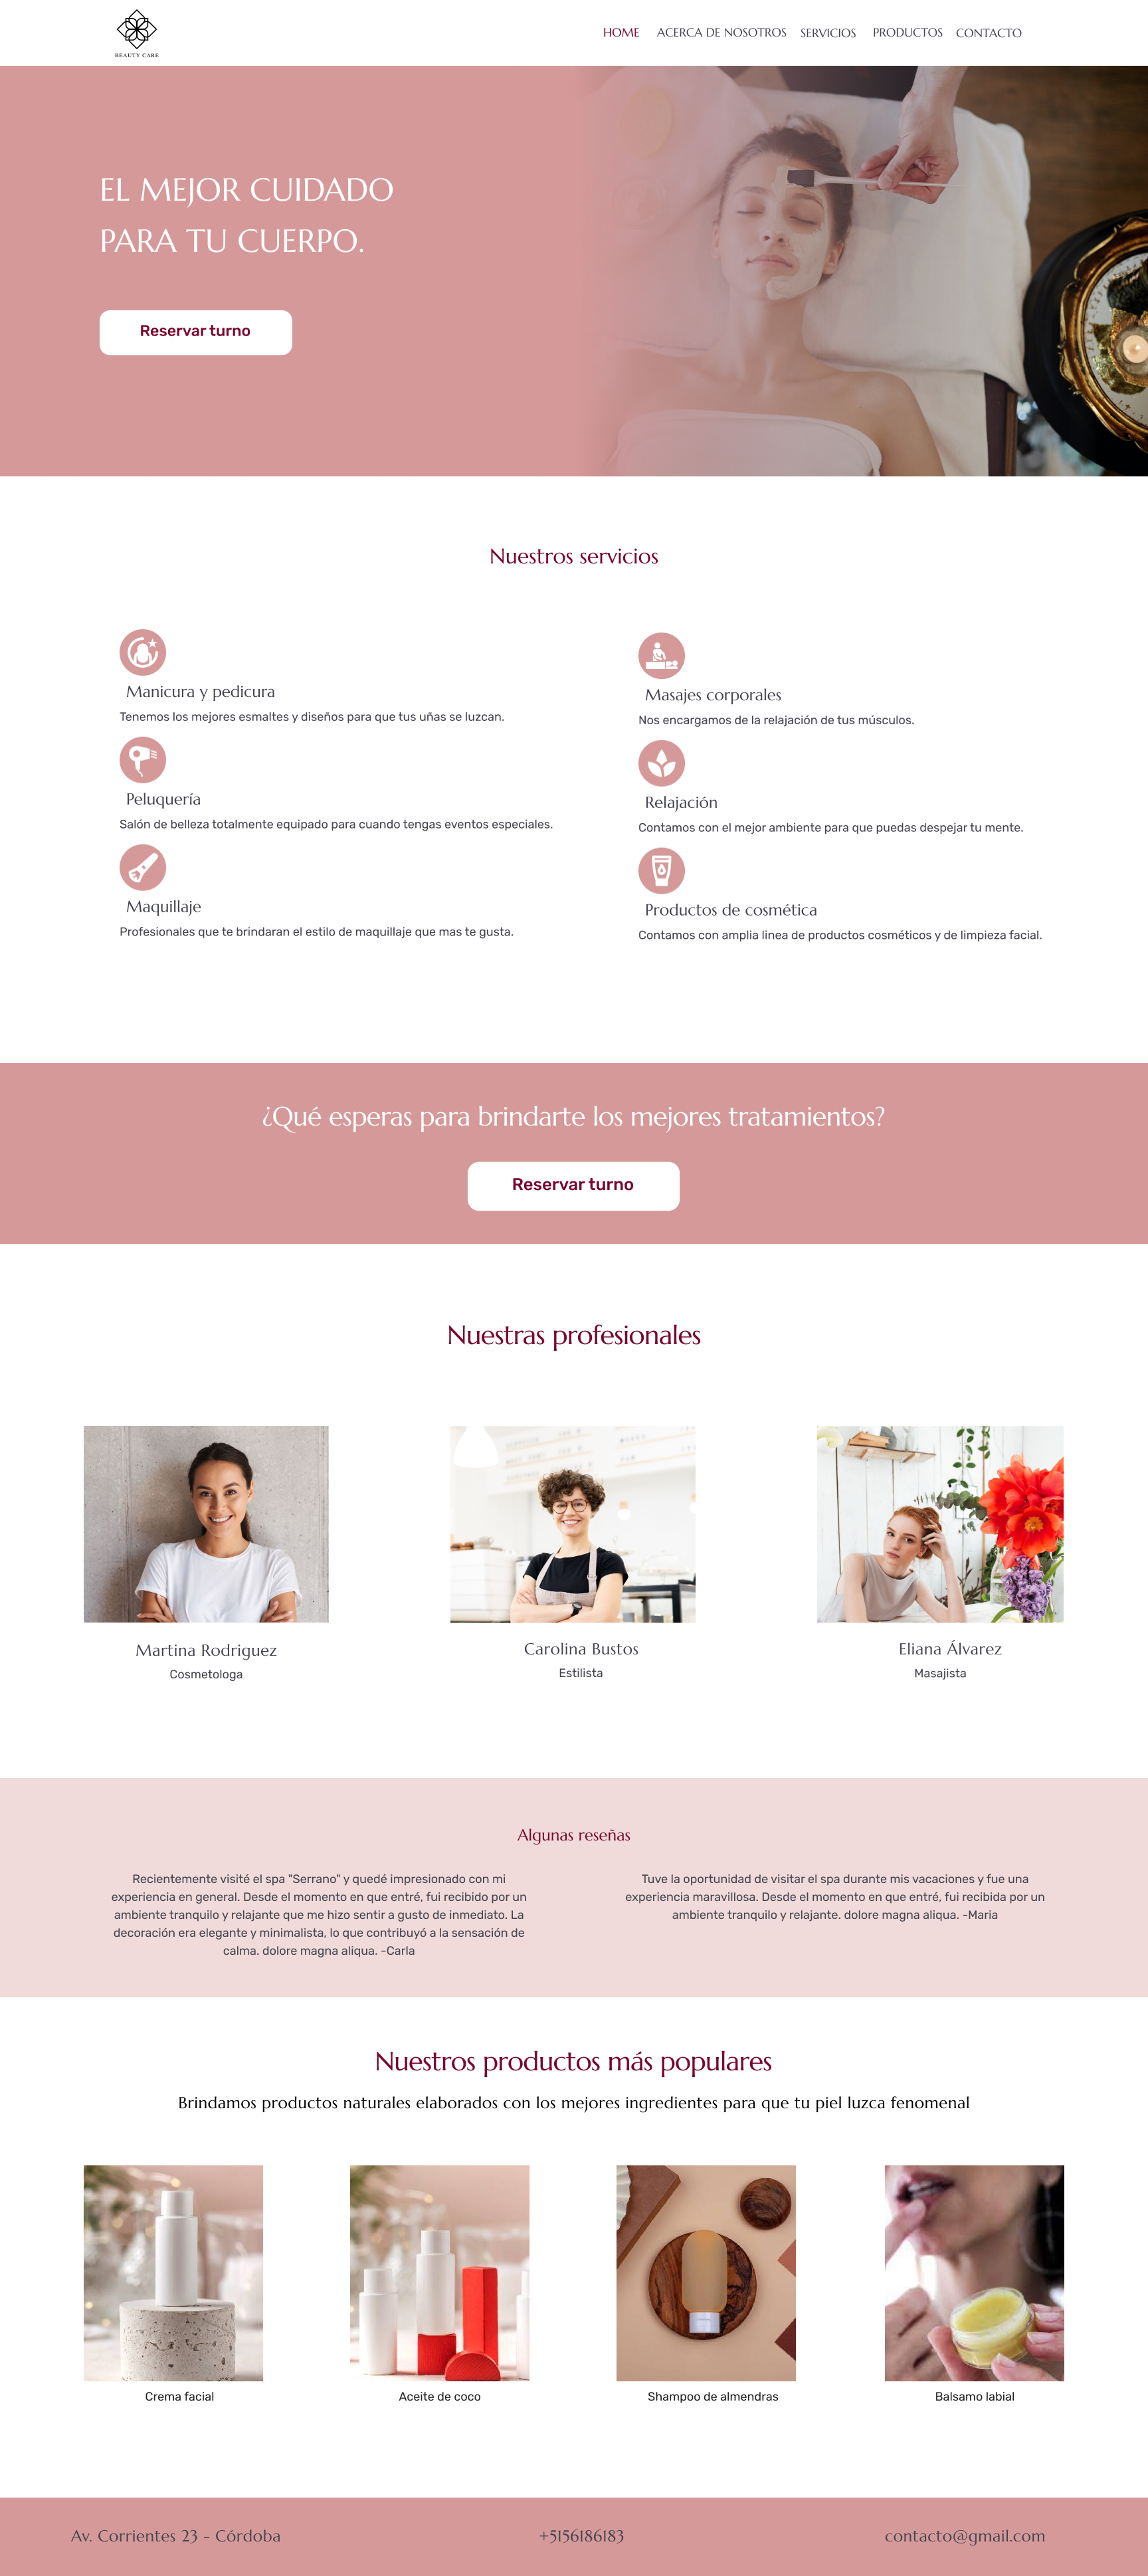 BEAUTY CARE
HOME ACERCA DE NOSOTROS SERVICIOS PRODUCTOS CONTACTO
EL MEJOR CUIDADO
PARA TU CUERPO.
Reservar turno
Nuestros servicios
Manicura y pedicura
Tenemos los mejores esmaltes y diseños para que tus uñas se luzcan.
Peluquería
Salón de belleza totalmente equipado para cuando tengas eventos especiales.
Maquillaje
Profesionales que te brindaran el estilo de maquillaje que mas te gusta.
Masajes corporales
Nos encargamos de la relajación de tus músculos.
Relajación
Contamos con el mejor ambiente para que puedas despejar tu mente.
Productos de cosmética
Contamos con amplia linea de productos cosméticos y de limpieza facial.
¿Qué esperas para brindarte los mejores tratamientos?
Reservar turno
Nuestras profesionales
Martina Rodriguez
Cosmetologa
Carolina Bustos
Estilista
Eliana Álvarez
Masajista
Algunas reseñas
Recientemente visité el spa "Serrano" y quedé impresionado con mi
experiencia en general. Desde el momento en que entré, fui recibido por un
ambiente tranquilo y relajante que me hizo sentir a gusto de inmediato. La
decoración era elegante y minimalista, lo que contribuyó a la sensación de
calma. dolore magna aliqua. -Carla
Tuve la oportunidad de visitar el spa durante mis vacaciones y fue una
experiencia maravillosa. Desde el momento en que entré, fui recibida por un
ambiente tranquilo y relajante. dolore magna aliqua. -Maria
Nuestros productos más populares
Brindamos productos naturales elaborados con los mejores ingredientes para que tu piel luzca fenomenal
Crema facial
Aceite de coco
Shampoo de almendras
Balsamo labial
Av. Corrientes 23 - Córdoba
+5156186183
contacto@gmail.com